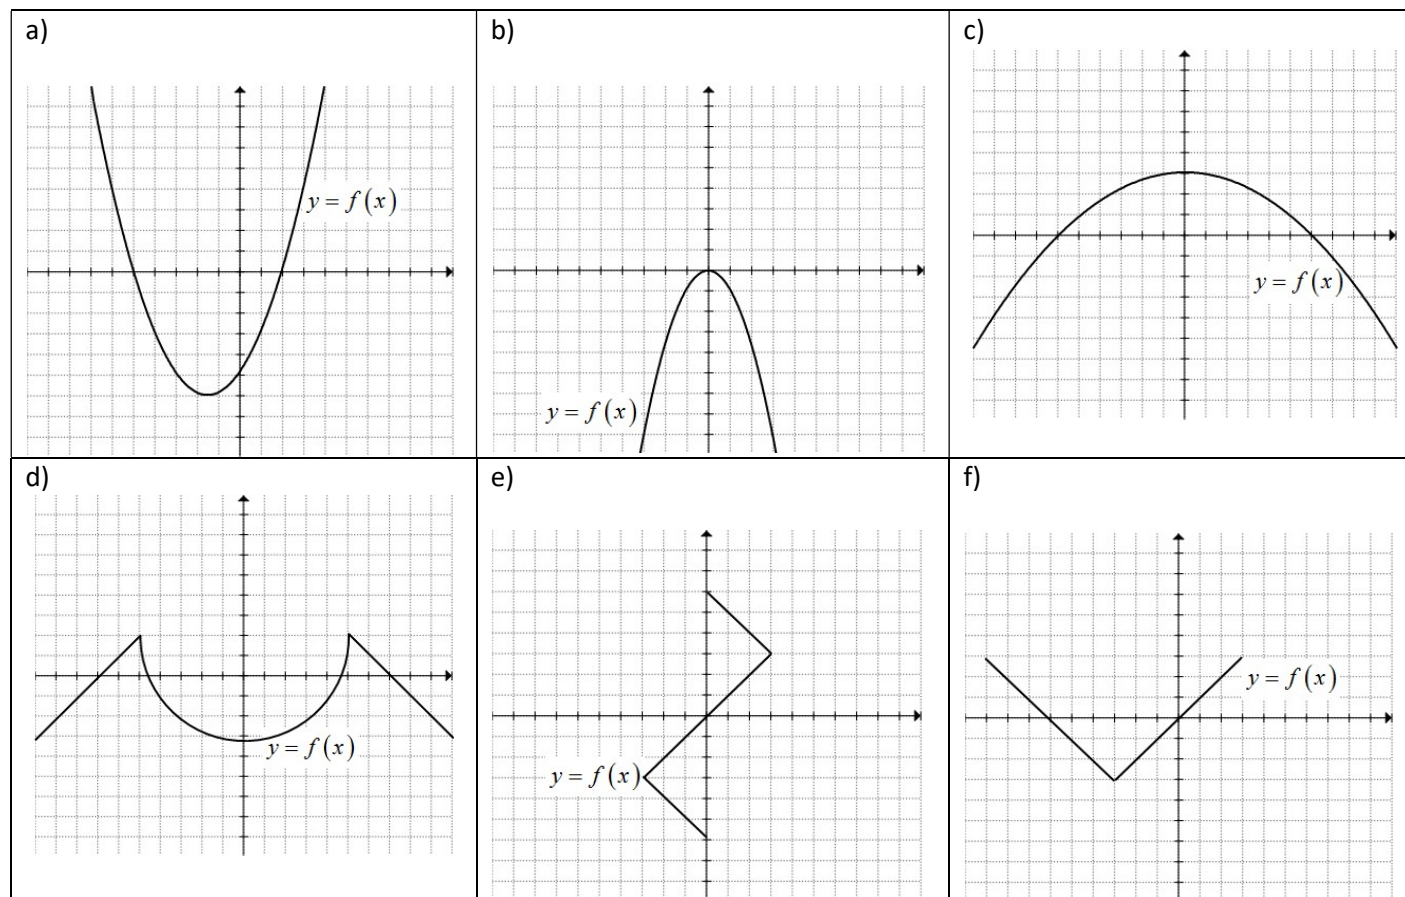 a)
y = f(x)
b)
y = f(x)
c)
y = f(x)
d)
y = f(x)
e)
y = f(x)
f)
y = f(x)